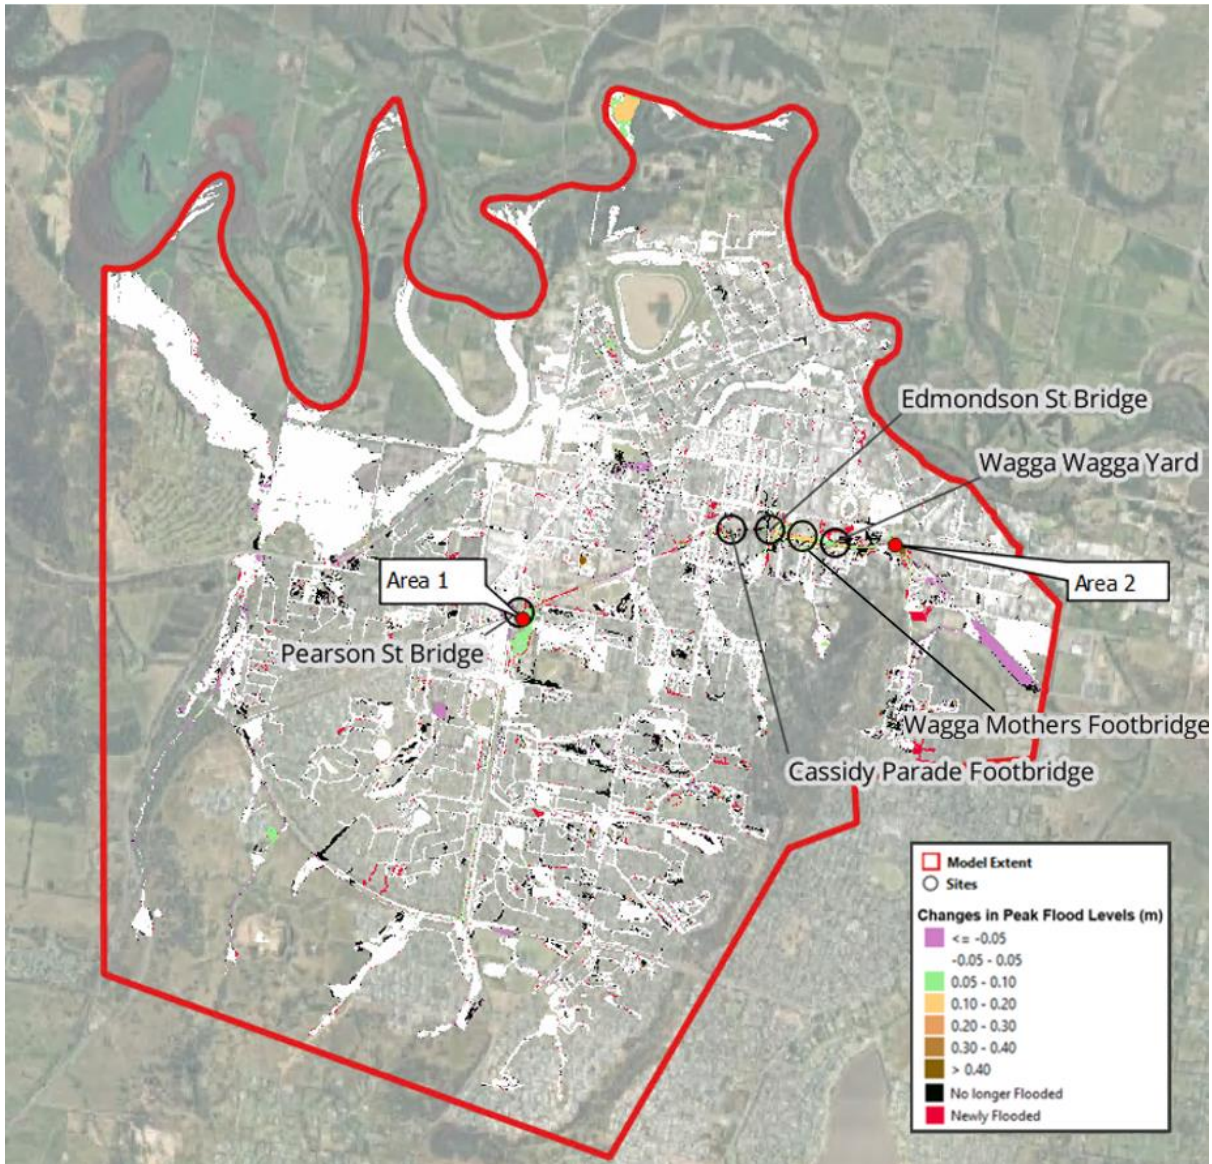 Edmondson St Bridge
Wagga Wagga Yard
Area 1
Area 2
Pearson St Bridge
Wagga Mothers Footbridge
Cassidy Parade Footbridge
Model Extent
Sites
Changes in Peak Flood Levels (m)
<= -0.05
-0.05 - 0.05
0.05 - 0.10
0.10 - 0.20
0.20 - 0.30
0.30 - 0.40
> 0.40
No longer Flooded
Newly Flooded